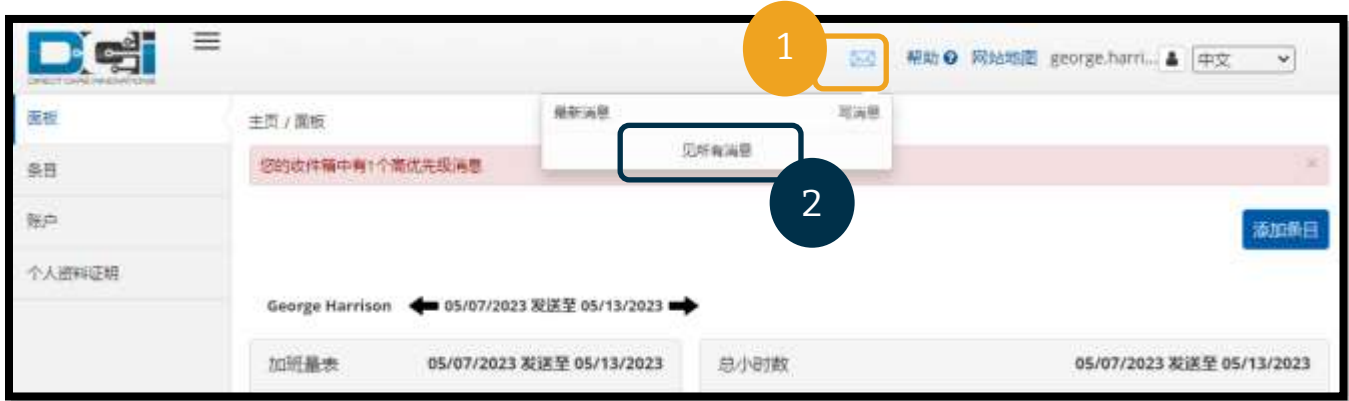 1
DCI
DIRECT CARE INNOVATIONS
帮助 网站地图 george.harri... 中文
面板
条目
账户
个人资料证明
主页 / 面板
最新消息 写消息
见所有消息
2
您的收件箱中有1个高优先级消息
×
添加条目
George Harrison 05/07/2023 发送至 05/13/2023
加班量表 05/07/2023 发送至 05/13/2023
总小时数 05/07/2023 发送至 05/13/2023